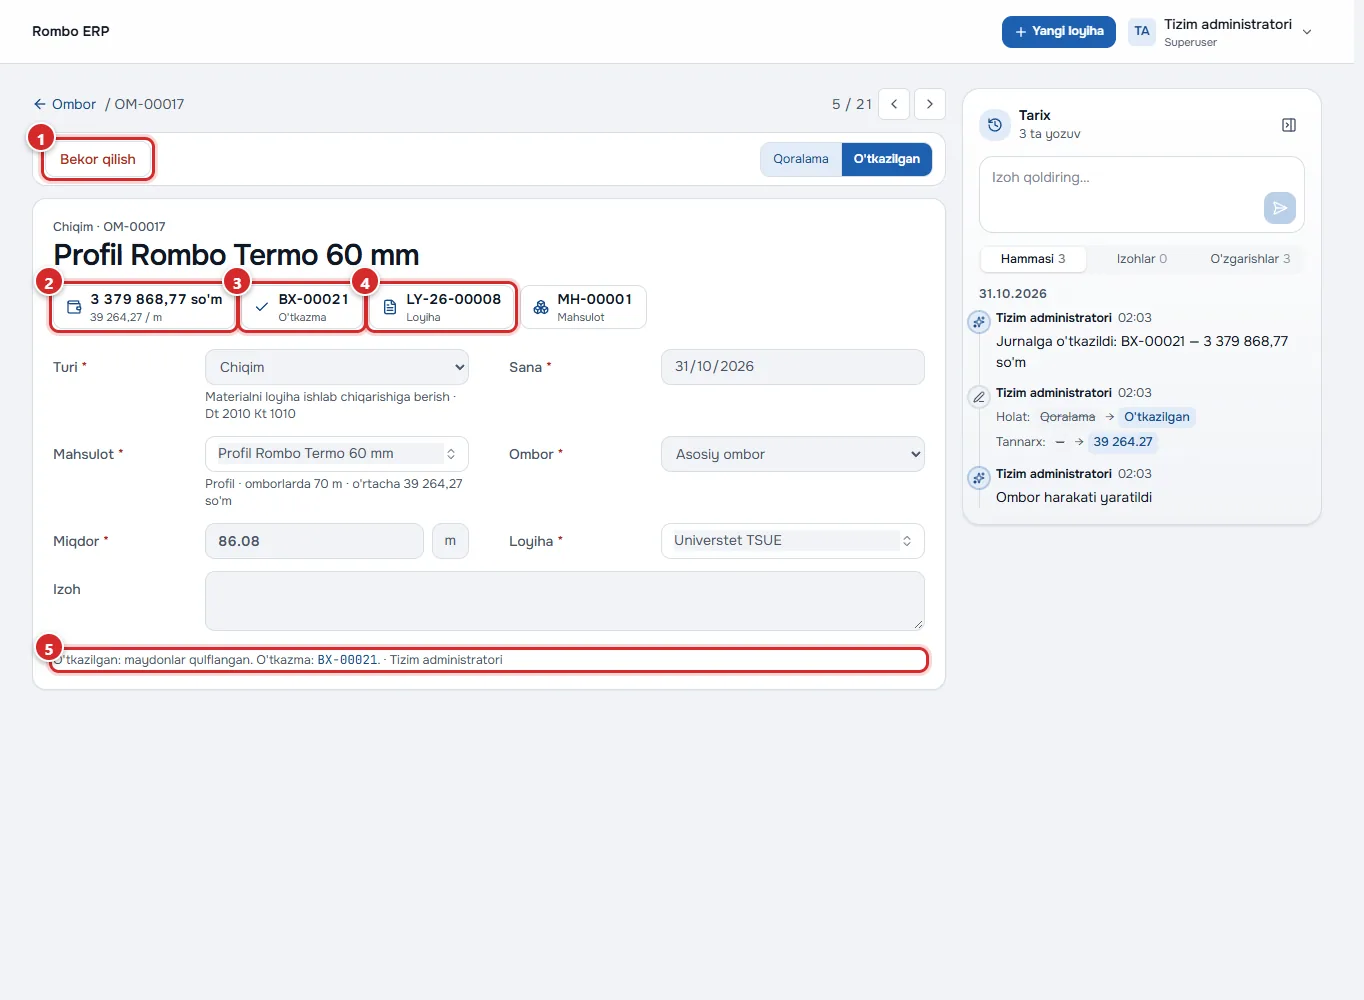 Rombo ERP
+ Yangi loyiha
TA
Tizim administratori
Superuser
← Ombor / OM-00017
5 / 21
1
Bekor qilish
Qoralama
O'tkazilgan
Chiqim · OM-00017
Profil Rombo Termo 60 mm
2
3 379 868,77 so'm
39 264,27 / m
3
BX-00021
O'tkazma
4
LY-26-00008
Loyiha
MH-00001
Mahsulot
Turi *
Chiqim
Materialni loyiha ishlab chiqarishiga berish ·
Dt 2010 Kt 1010
Sana *
31/10/2026
Mahsulot *
Profil Rombo Termo 60 mm
Profil · omborlarda 70 m · o'rtacha 39 264,27
so'm
Ombor *
Asosiy ombor
Miqdor *
86.08
m
Loyiha *
Universtet TSUE
Izoh
5
O'tkazilgan: maydonlar qulflangan. O'tkazma: BX-00021. · Tizim administratori
Tarix
3 ta yozuv
Izoh qoldiring...
Hammasi 3
Izohlar 0
O'zgarishlar 3
31.10.2026
Tizim administratori 02:03
Jurnalga o'tkazildi: BX-00021 — 3 379 868,77
so'm
Tizim administratori 02:03
Holat: Qoralama → O'tkazilgan
Tannarx: — → 39 264.27
Tizim administratori 02:03
Ombor harakati yaratildi